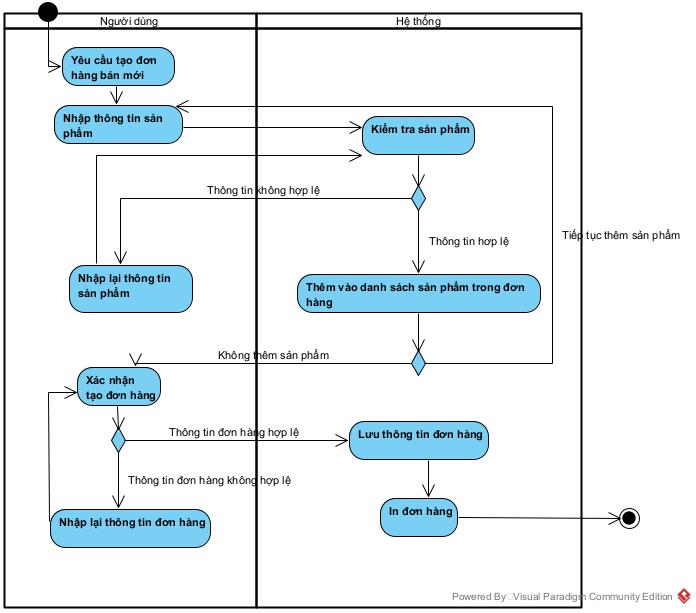 Người dùng
Hệ thống
Yêu cầu tạo đơn
hàng bán mới
Nhập thông tin sản
phẩm
Kiểm tra sản phẩm
Thông tin không hợp lệ
Thông tin hơp lệ
Tiếp tục thêm sản phẩm
Nhập lại thông tin
sản phẩm
Thêm vào danh sách sản phẩm trong đơn
hàng
Không thêm sản phẩm
Xác nhận
tạo đơn hàng
Thông tin đơn hàng hợp lệ
Lưu thông tin đơn hàng
Thông tin đơn hàng không hợp lệ
Nhập lại thông tin đơn hàng
In đơn hàng
Powered By Visual Paradigm Community Edition